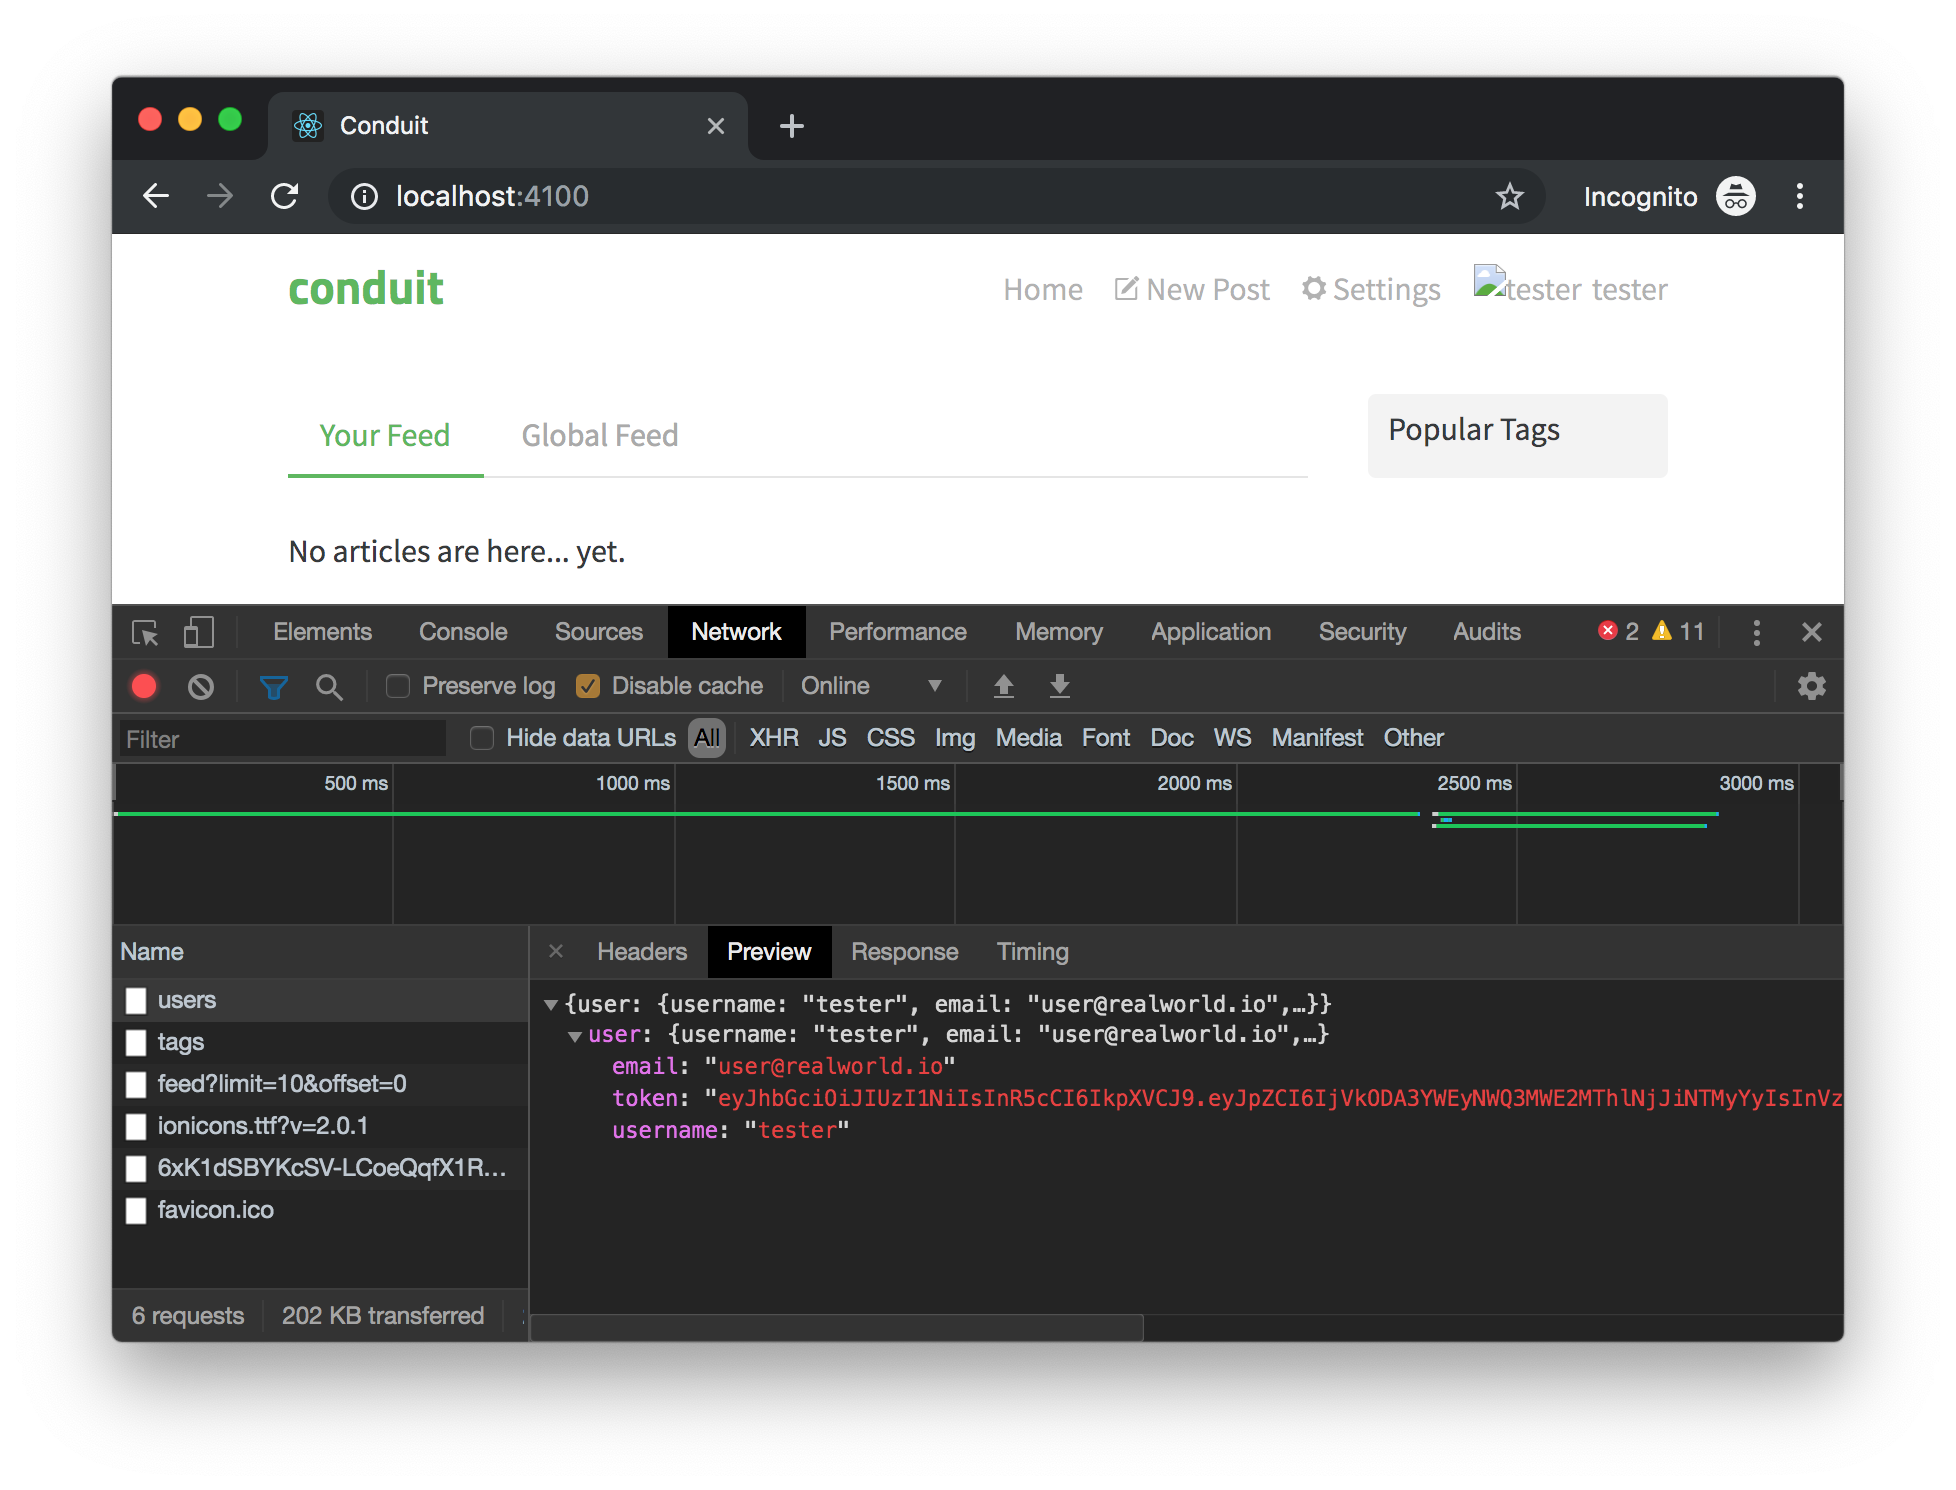 Conduit
localhost:4100
Incognito
conduit
Home New Post Settings tester tester
Your Feed Global Feed
Popular Tags
No articles are here... yet.
Elements Console Sources Network Performance Memory Application Security Audits 2 11
Preserve log Disable cache Online
Filter Hide data URLs All XHR JS CSS Img Media Font Doc WS Manifest Other
500 ms 1000 ms 1500 ms 2000 ms 2500 ms 3000 ms
Name
Headers Preview Response Timing
users
tags
feed?limit=10&offset=0
ionicons.ttf?v=2.0.1
6xK1dSBYKcSV-LCoeQqfX1R...
favicon.ico
{user: {username: "tester", email: "user@realworld.io",…}}
user: {username: "tester", email: "user@realworld.io",…}
email: "user@realworld.io"
token: "eyJhbGciOiJIUzI1NiIsInR5cCI6IkpXVCJ9.eyJpZCI6IjVkODA3YWEyNWQ3MWE2MThlNjJiNTMyYyIsInVz
username: "tester"
6 requests 202 KB transferred